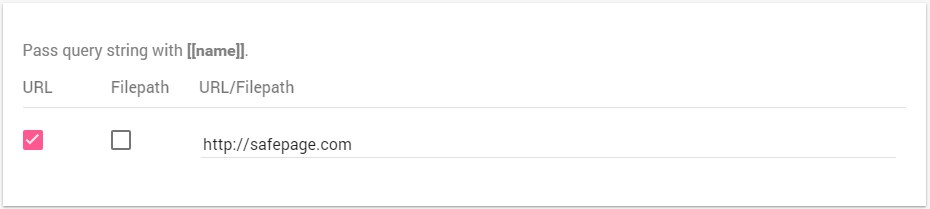 Pass query string with [[name]].
URL Filepath URL/Filepath
http://safepage.com